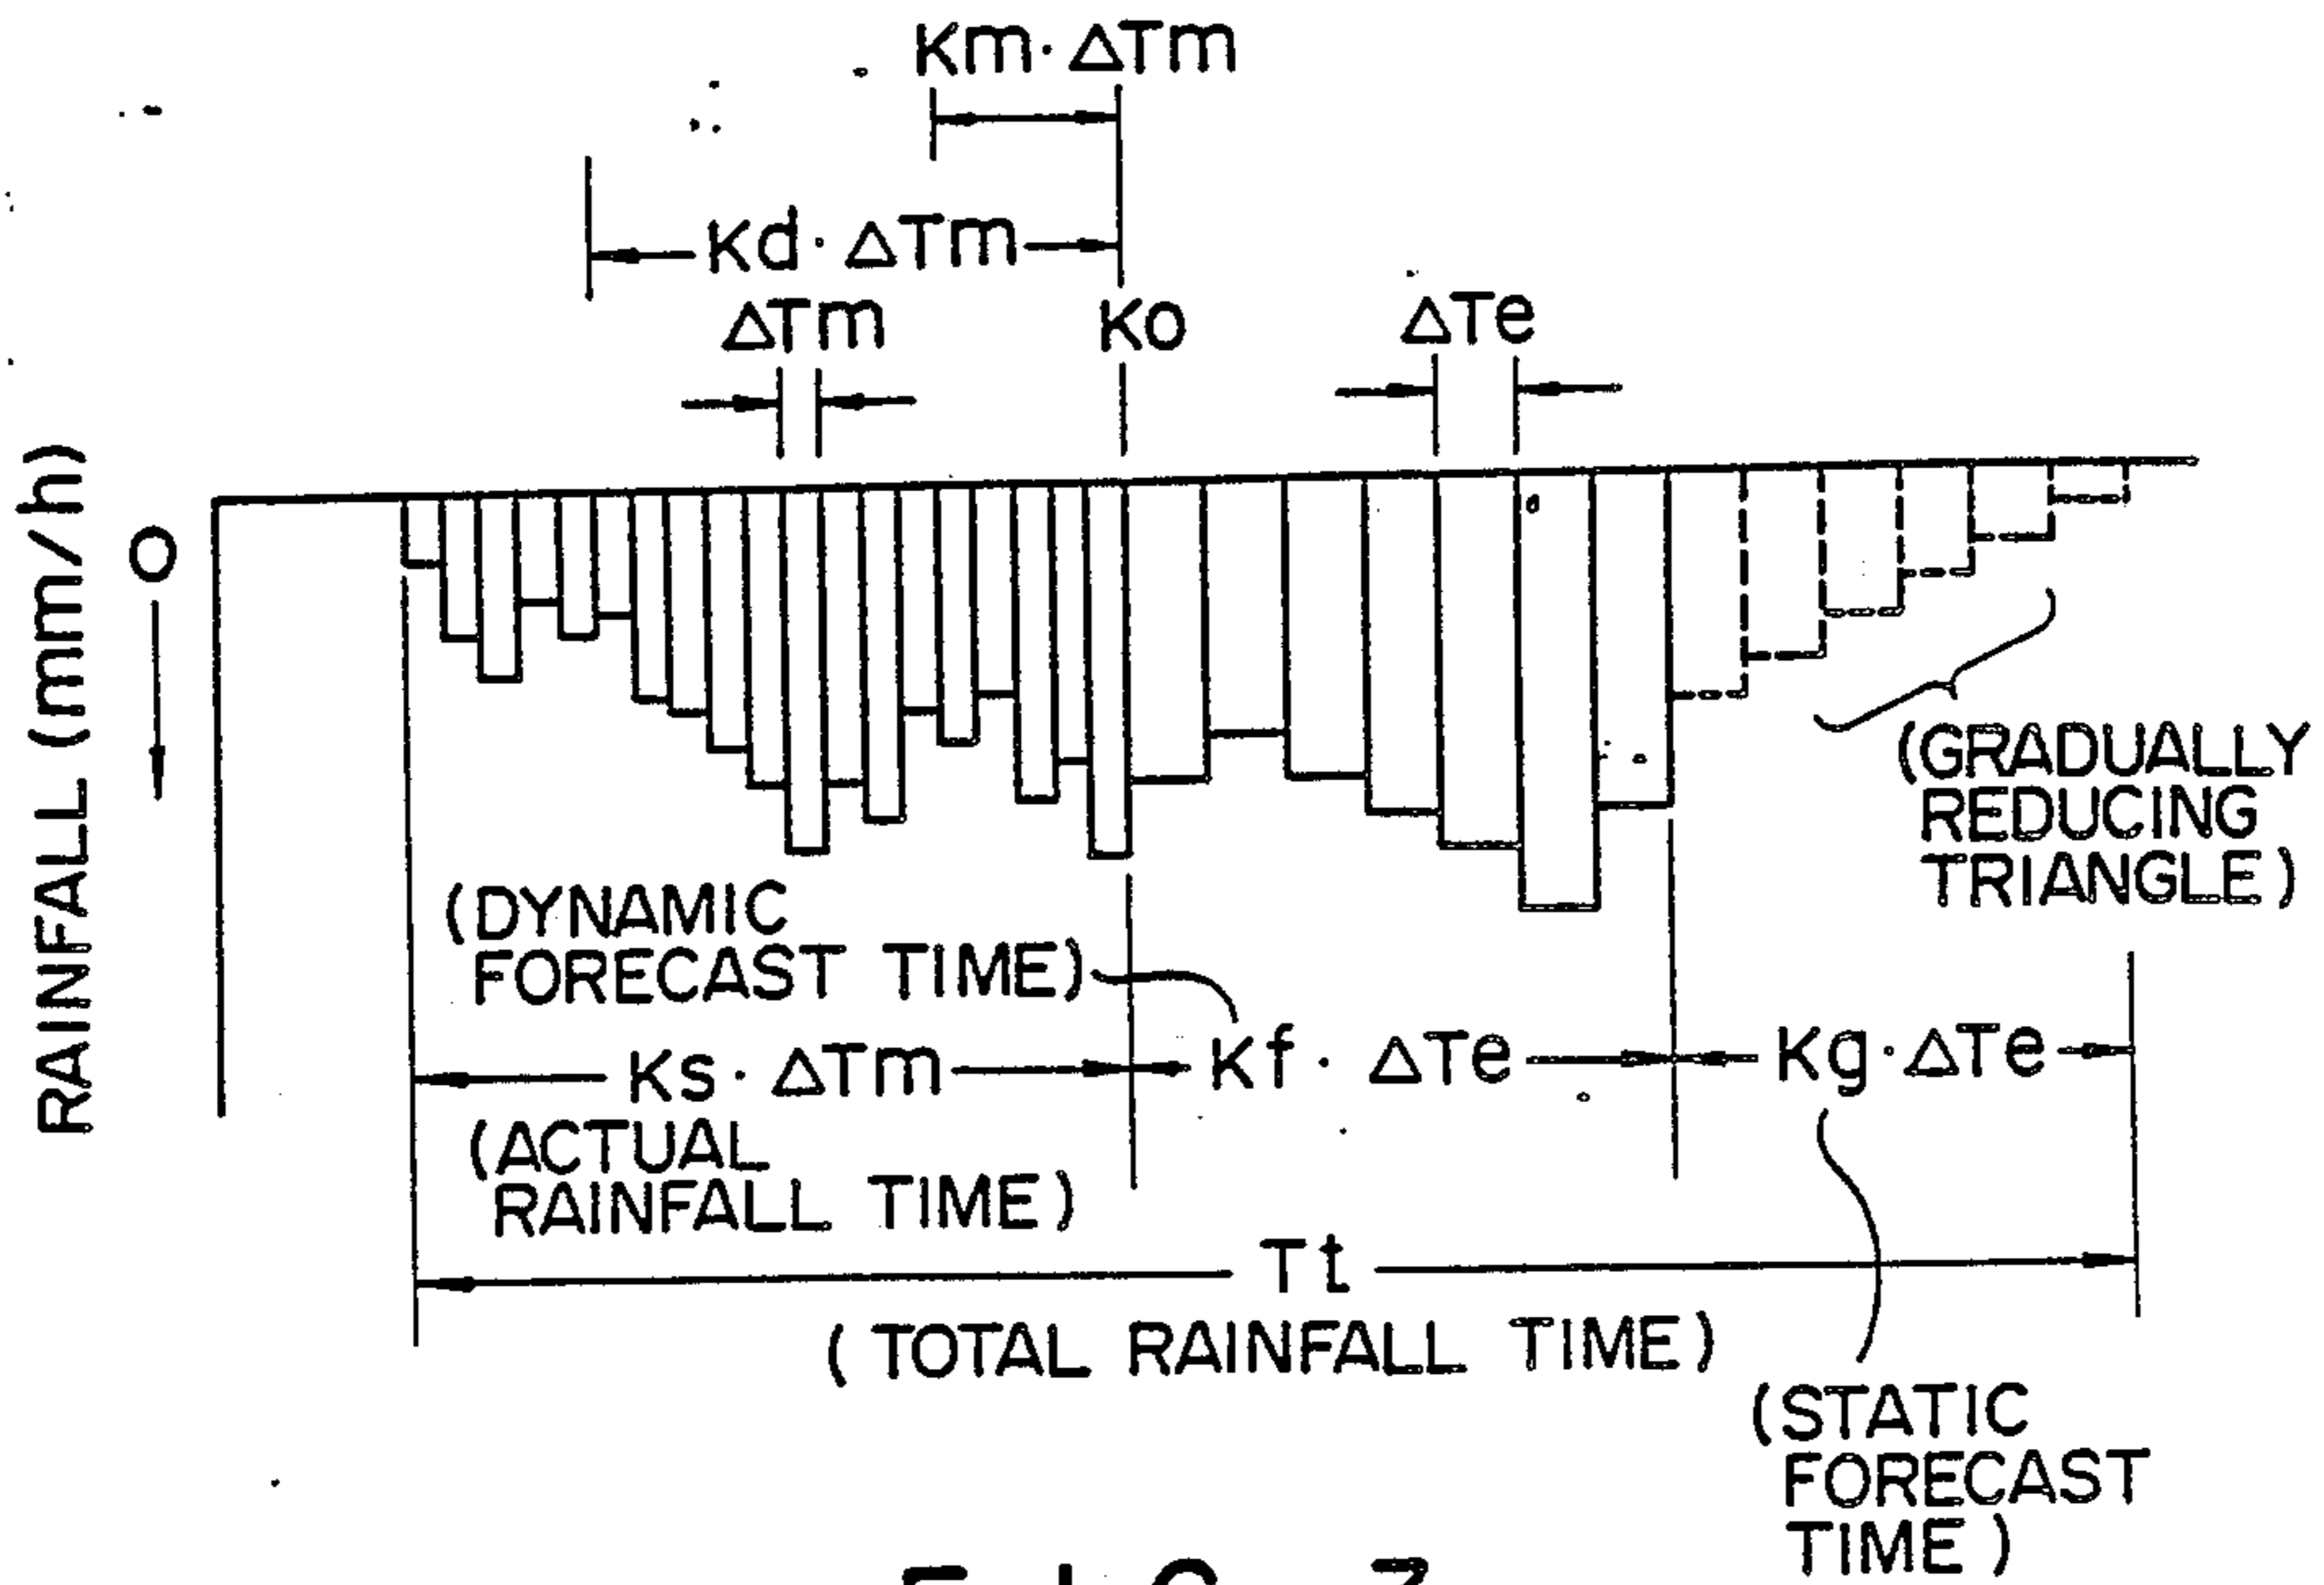 Km·ΔTm
Kd·ΔTm
ΔTm
Ko
ΔTe
RAINFALL (mm/h)
O
(GRADUALLY
REDUCING
TRIANGLE)
(DYNAMIC
FORECAST TIME)
Ks·ΔTm
Kf·ΔTe
Kg·ΔTe
(ACTUAL
RAINFALL TIME)
Tt
(TOTAL RAINFALL TIME)
(STATIC
FORECAST
TIME)